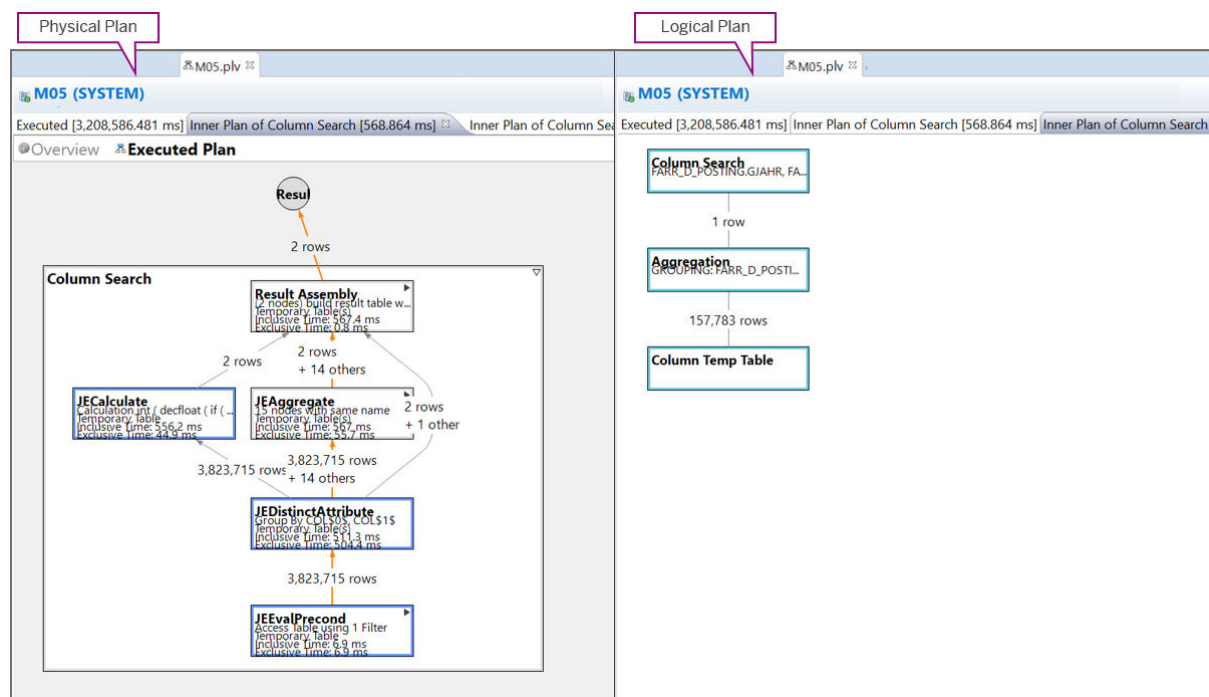 Physical Plan
Logical Plan
M05.plv
M05 (SYSTEM)
Executed [3,208,586.481 ms] Inner Plan of Column Search [568.864 ms] Inner Plan of Column Sea
Overview Executed Plan
Resul
2 rows
Column Search
Result Assembly
(2 nodes) build result table w...
Temporary Table(s)
Inclusive Time: 567.4 ms
Exclusive Time: 0.8 ms
2 rows
2 rows
+ 14 others
2 rows
+ 1 other
JECalculate
Calculation int ( decfloat ( if ( ...
Temporary Table
Inclusive Time: 556.2 ms
Exclusive Time: 44.9 ms
JEAggregate
15 nodes with same name
Temporary Table(s)
Inclusive Time: 567 ms
Exclusive Time: 55.7 ms
3,823,715 rows
3,823,715 rows
+ 14 others
JEDistinctAttribute
Group By COL$0$, COL$1$
Temporary Table(s)
Inclusive Time: 511.3 ms
Exclusive Time: 504.4 ms
3,823,715 rows
JEEvalPrecond
Access Table using 1 Filter
Temporary Table
Inclusive Time: 6.9 ms
Exclusive Time: 6.9 ms
M05.plv
M05 (SYSTEM)
Executed [3,208,586.481 ms] Inner Plan of Column Search [568.864 ms] Inner Plan of Column Search
Column Search
FARR_D_POSTING.GJAHR, FA...
1 row
Aggregation
GROUPING: FARR_D_POSTI...
157,783 rows
Column Temp Table